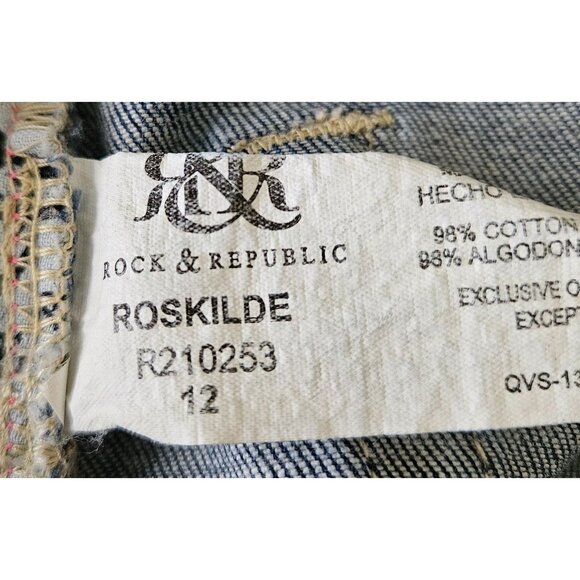 ROCK & REPUBLIC
ROSKILDE
R210253
12
HECHO
98% COTTON
98% ALGODON
EXCLUSIVE O
EXCEPT
QVS-13